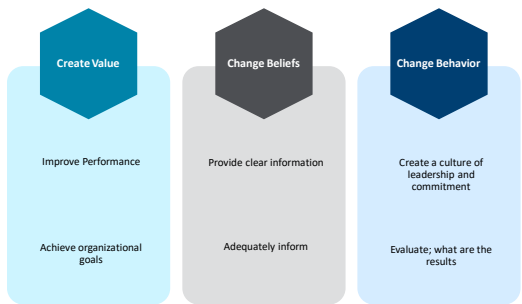 Create Value
Improve Performance
Achieve organizational
goals
Change Beliefs
Provide clear information
Adequately inform
Change Behavior
Create a culture of
leadership and
commitment
Evaluate; what are the
results